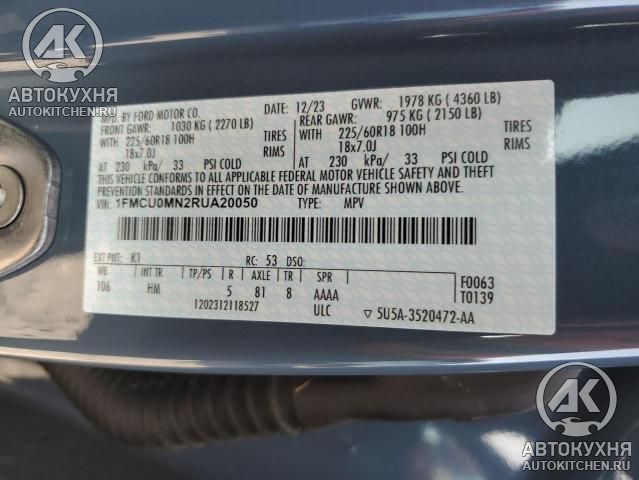 AK
АВТОКУХНЯ
AUTOKITCHEN.RU
MFD. BY FORD MOTOR CO.
DATE: 12/23 GVWR: 1978 KG ( 4360 LB)
FRONT GAWR: 1030 KG ( 2270 LB)
REAR GAWR: 975 KG ( 2150 LB)
WITH 225/60R18 100H TIRES
WITH 225/60R18 100H TIRES
18x7.0J RIMS
18x7.0J RIMS
AT 230 kPa/ 33 PSI COLD
AT 230 kPa/ 33 PSI COLD
THIS VEHICLE CONFORMS TO ALL APPLICABLE FEDERAL MOTOR VEHICLE SAFETY AND THEFT
PREVENTION STANDARDS IN EFFECT ON THE DATE OF MANUFACTURE SHOWN ABOVE.
VIN: 1FMCU0MN2RUA20050 TYPE: MPV
EXT PNT: K1 RC: 53 DSO:
WB INT TR TP/PS R AXLE TR SPR
106 HM 5 81 8 AAAA
F0063
T0139
1202312118527 ULC 5U5A-3520472-AA
AK
АВТОКУХНЯ
AUTOKITCHEN.RU